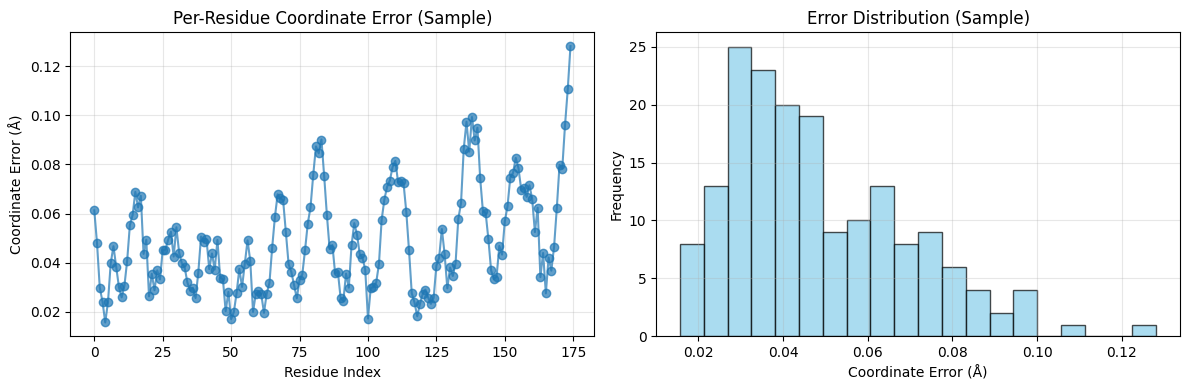 Per-Residue Coordinate Error (Sample)
Coordinate Error (Å)
0.12
0.10
0.08
0.06
0.04
0.02
0 25 50 75 100 125 150 175
Residue Index
Error Distribution (Sample)
Frequency
25
20
15
10
5
0
0.02 0.04 0.06 0.08 0.10 0.12
Coordinate Error (Å)